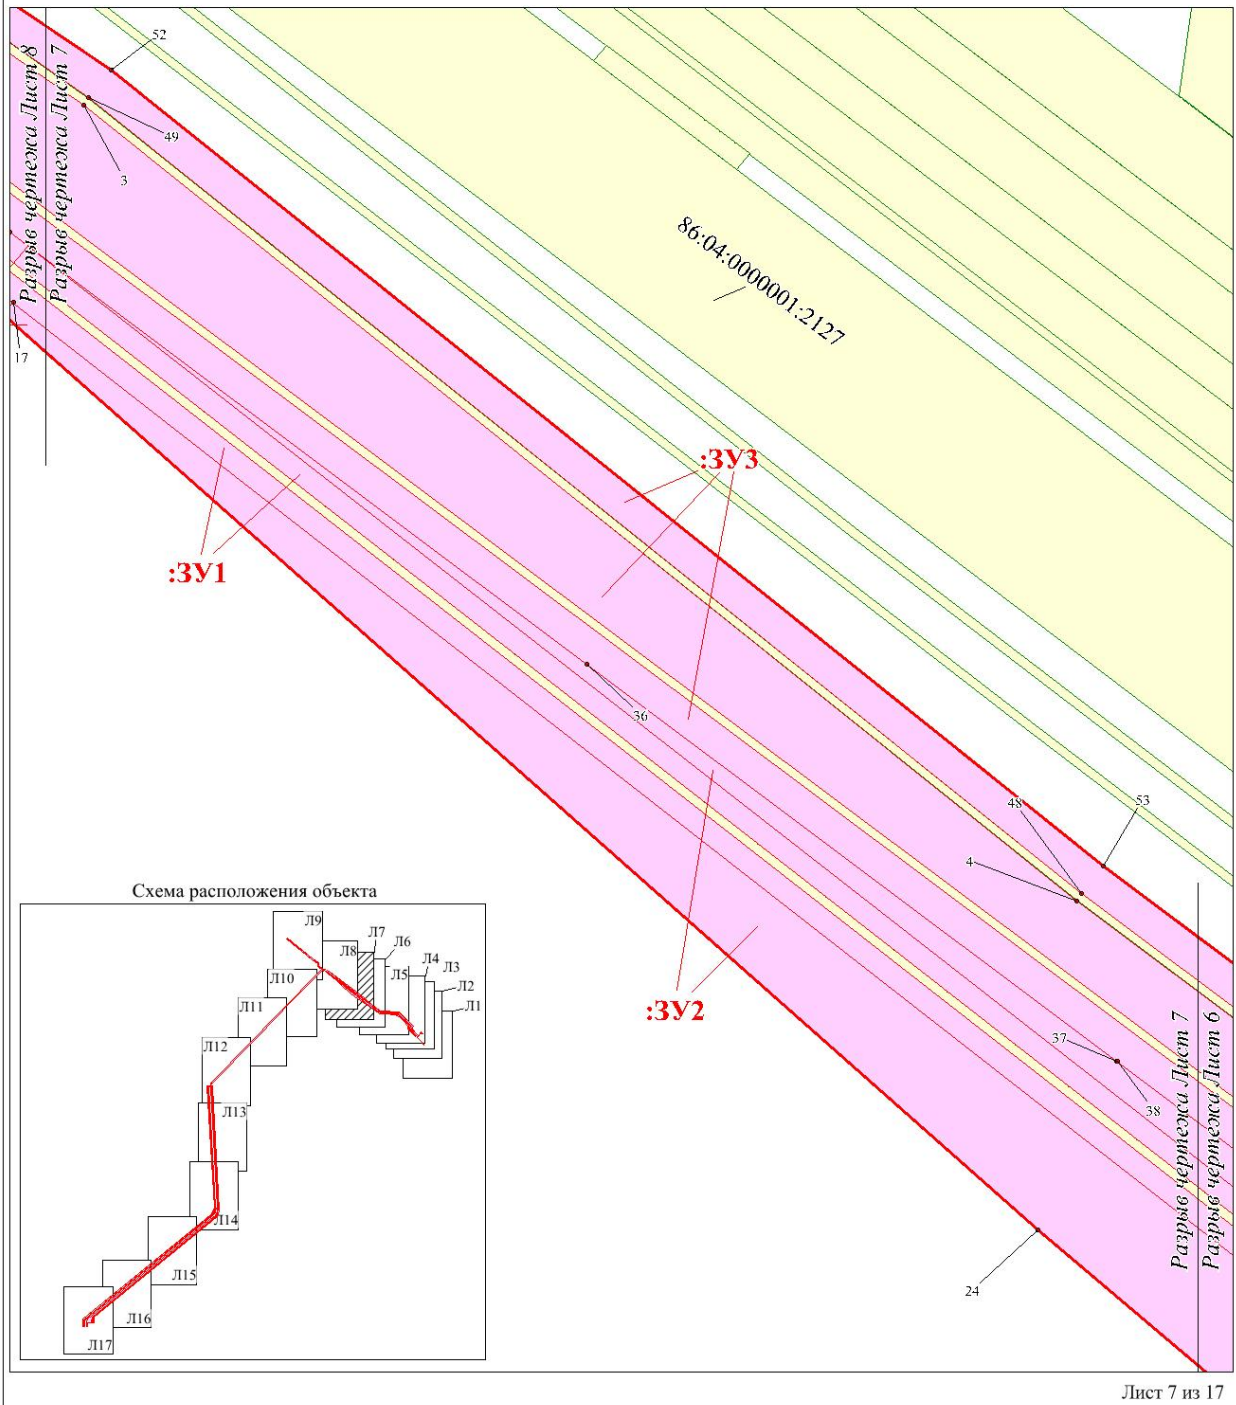 52
Разрыв чертежа Лист 8
Разрыв чертежа Лист 7
49
3
86:04:0000001:2127
17
:ЗУ3
:ЗУ1
36
48
53
4
:ЗУ2
37
38
24
Разрыв чертежа Лист 7
Разрыв чертежа Лист 6
Схема расположения объекта
Л9
Л8
Л7
Л6
Л5
Л4
Л3
Л2
Л1
Л10
Л11
Л12
Л13
Л14
Л15
Л16
Л17
Лист 7 из 17